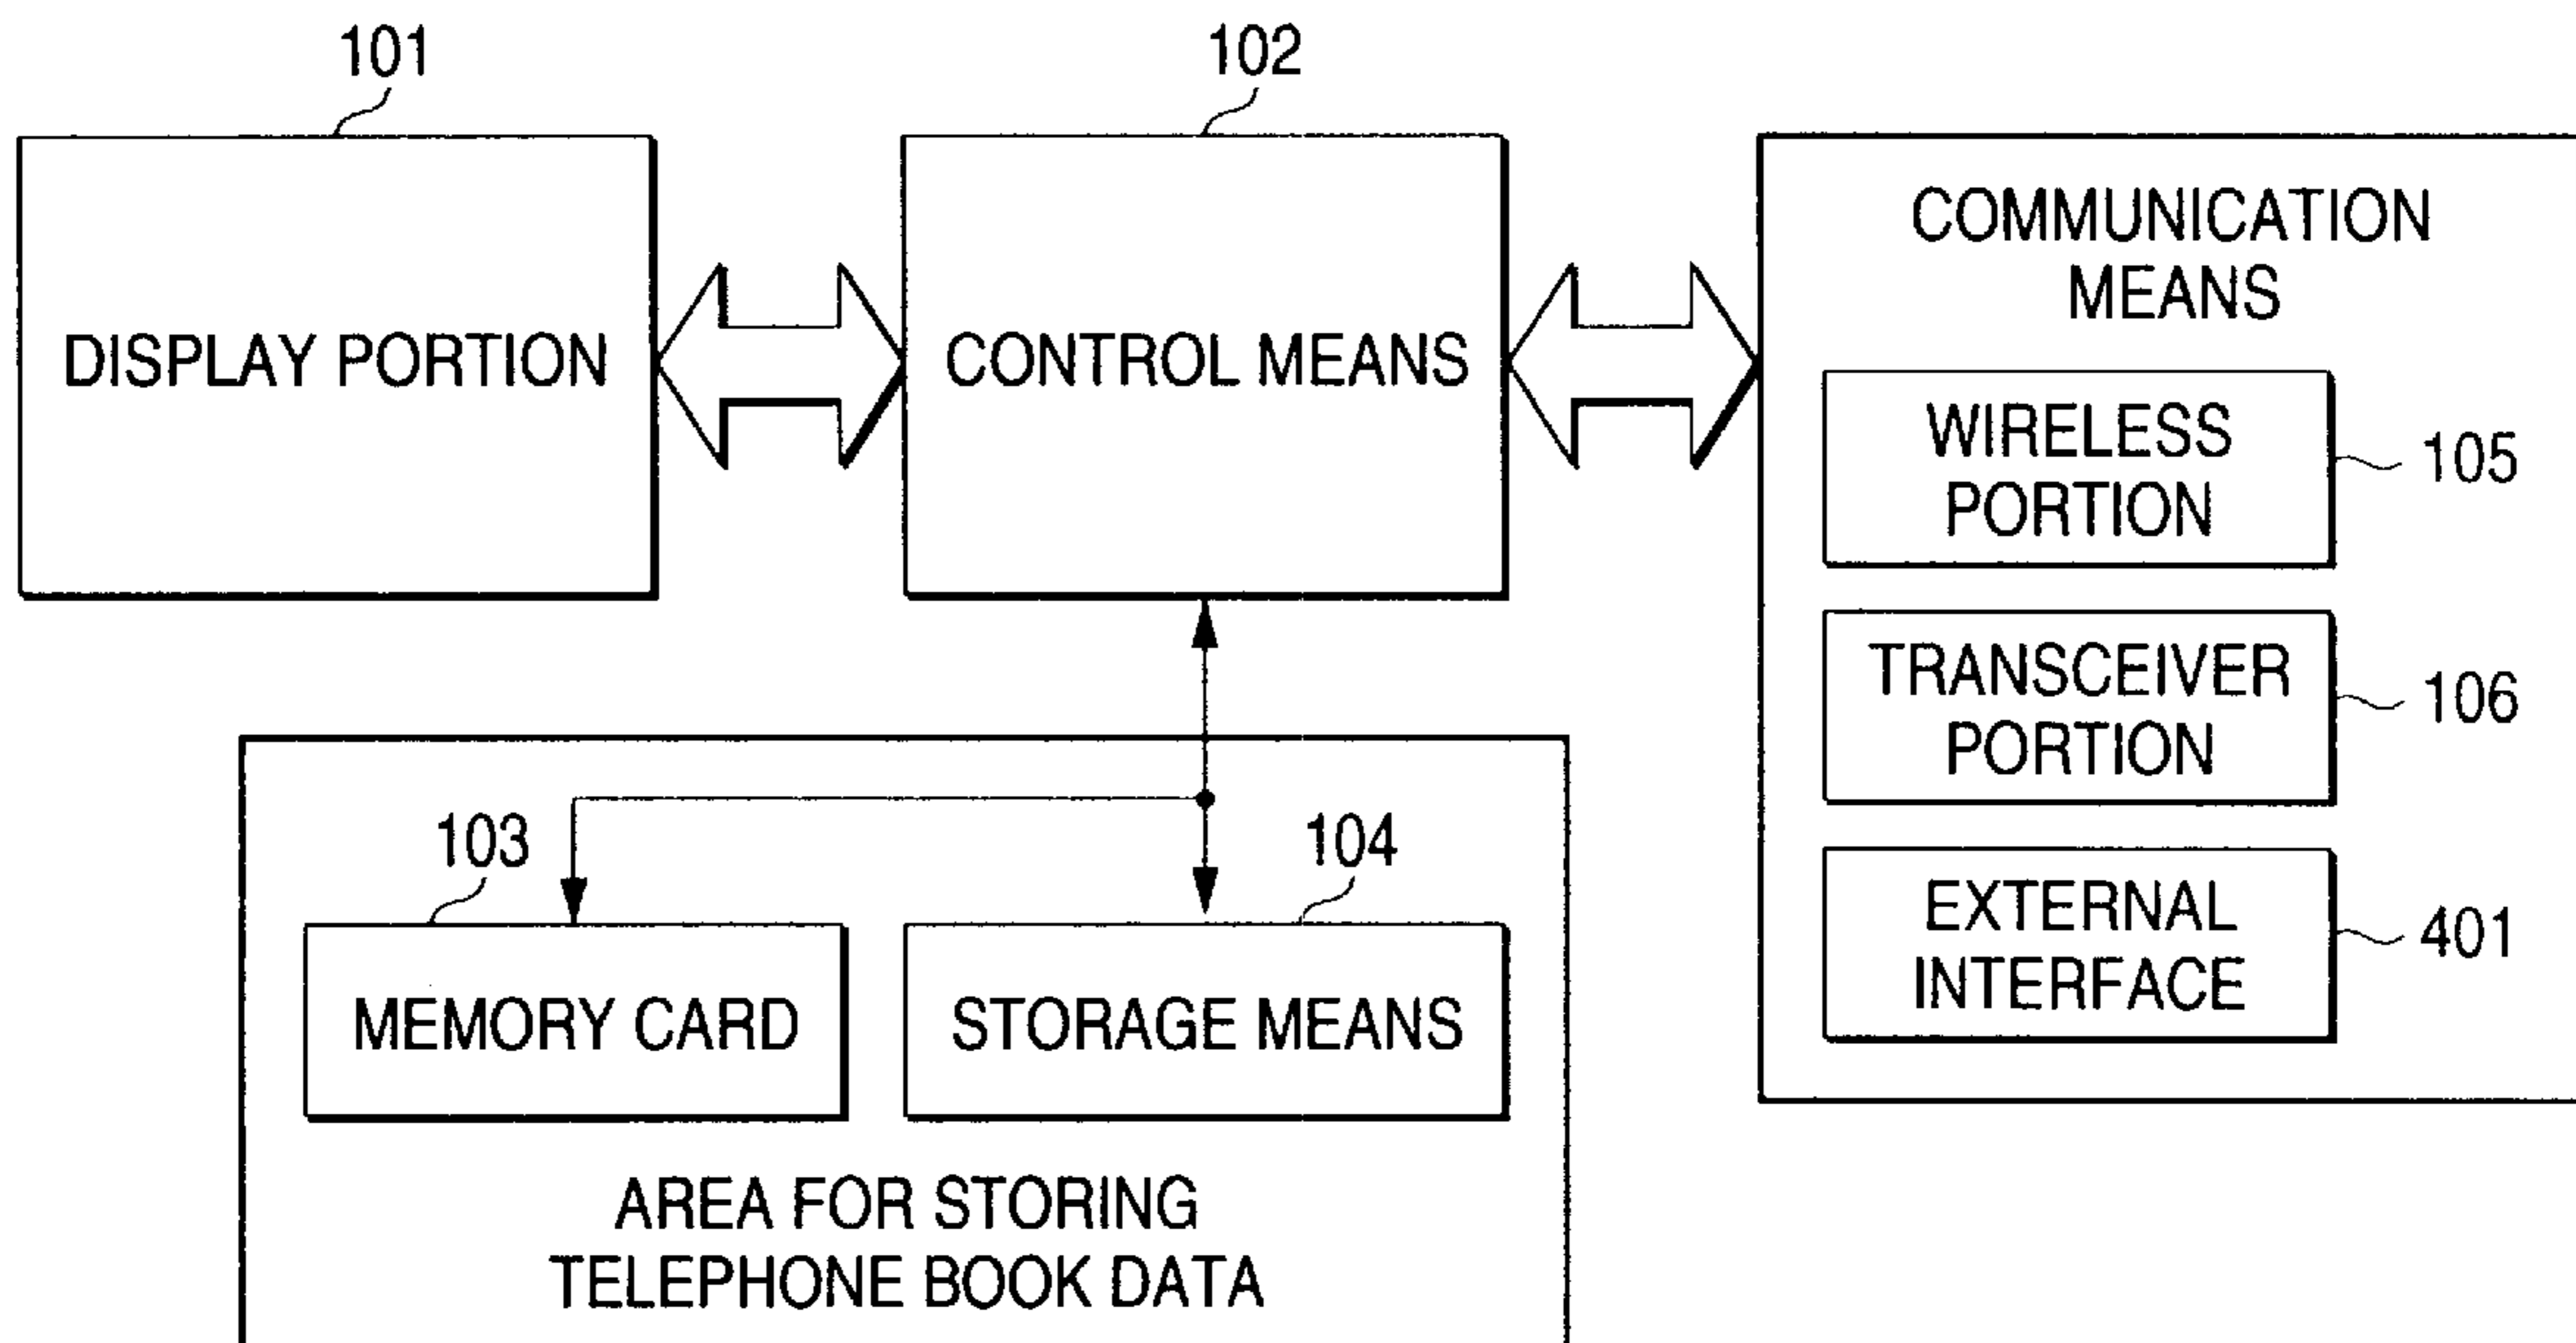 101
102
DISPLAY PORTION
CONTROL MEANS
COMMUNICATION
MEANS
WIRELESS
PORTION
105
TRANSCEIVER
PORTION
106
EXTERNAL
INTERFACE
401
103
104
MEMORY CARD
STORAGE MEANS
AREA FOR STORING
TELEPHONE BOOK DATA